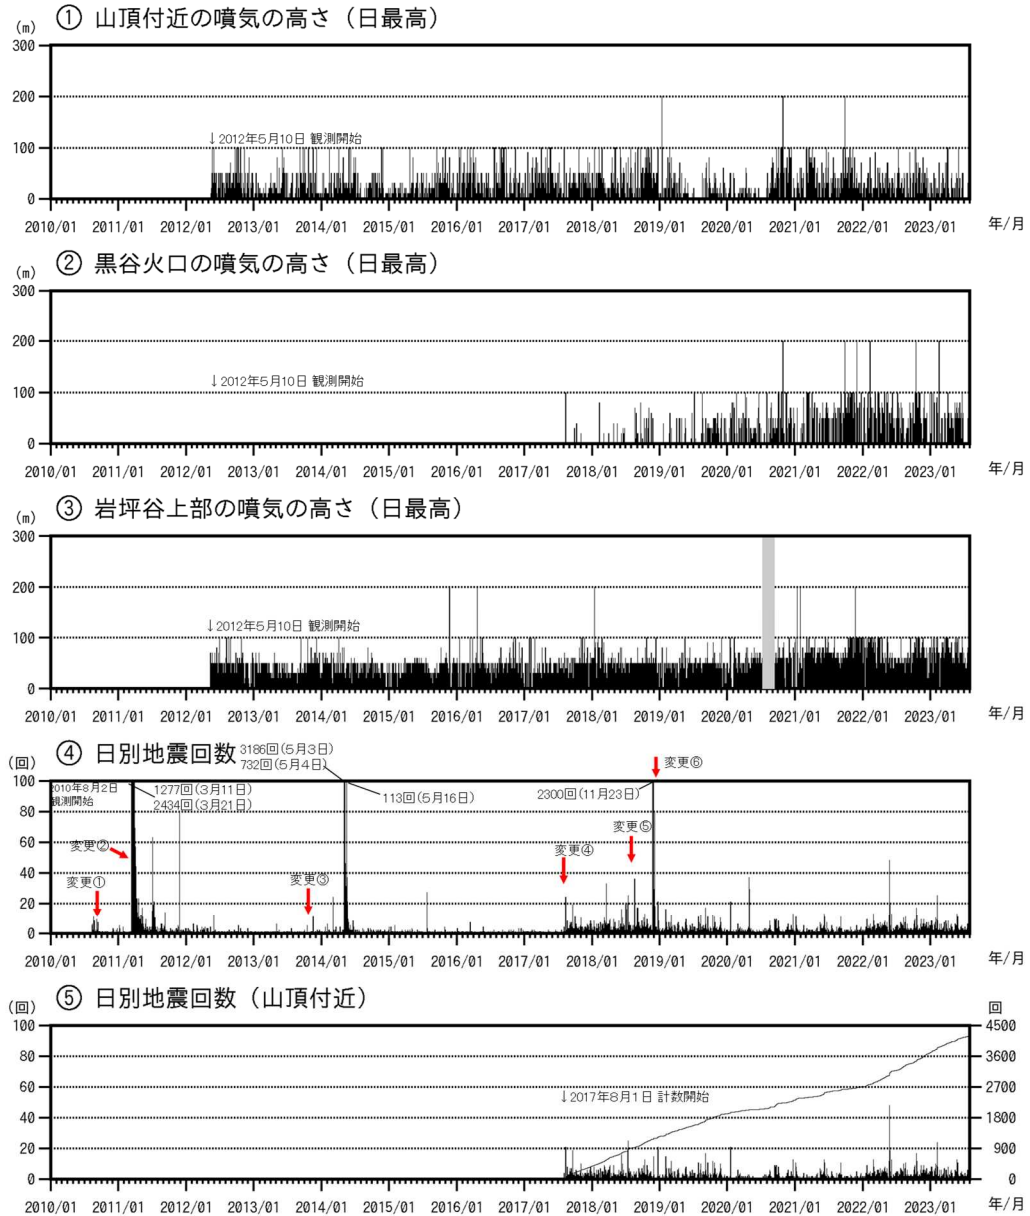 ① 山頂付近の噴気の高さ（日最高）
(m)
300
200
↓2012年5月10日 観測開始
100
0
2010/01 2011/01 2012/01 2013/01 2014/01 2015/01 2016/01 2017/01 2018/01 2019/01 2020/01 2021/01 2022/01 2023/01 年/月
② 黒谷火口の噴気の高さ（日最高）
(m)
300
200
↓2012年5月10日 観測開始
100
0
2010/01 2011/01 2012/01 2013/01 2014/01 2015/01 2016/01 2017/01 2018/01 2019/01 2020/01 2021/01 2022/01 2023/01 年/月
③ 岩坪谷上部の噴気の高さ（日最高）
(m)
300
200
↓2012年5月10日 観測開始
100
0
2010/01 2011/01 2012/01 2013/01 2014/01 2015/01 2016/01 2017/01 2018/01 2019/01 2020/01 2021/01 2022/01 2023/01 年/月
④ 日別地震回数
(回)
3186回(5月3日)
732回(5月4日)
変更⑥
100
2010年8月2日
観測開始
1277回(3月11日)
2434回(3月21日)
113回(5月16日)
2300回(11月23日)
80
変更⑤
60
変更②
変更④
40
変更①
変更③
20
0
2010/01 2011/01 2012/01 2013/01 2014/01 2015/01 2016/01 2017/01 2018/01 2019/01 2020/01 2021/01 2022/01 2023/01 年/月
⑤ 日別地震回数（山頂付近）
(回) 回
100 4500
80 3600
60 2700
↓2017年8月1日 計数開始
40 1800
20 900
0 0
2010/01 2011/01 2012/01 2013/01 2014/01 2015/01 2016/01 2017/01 2018/01 2019/01 2020/01 2021/01 2022/01 2023/01 年/月